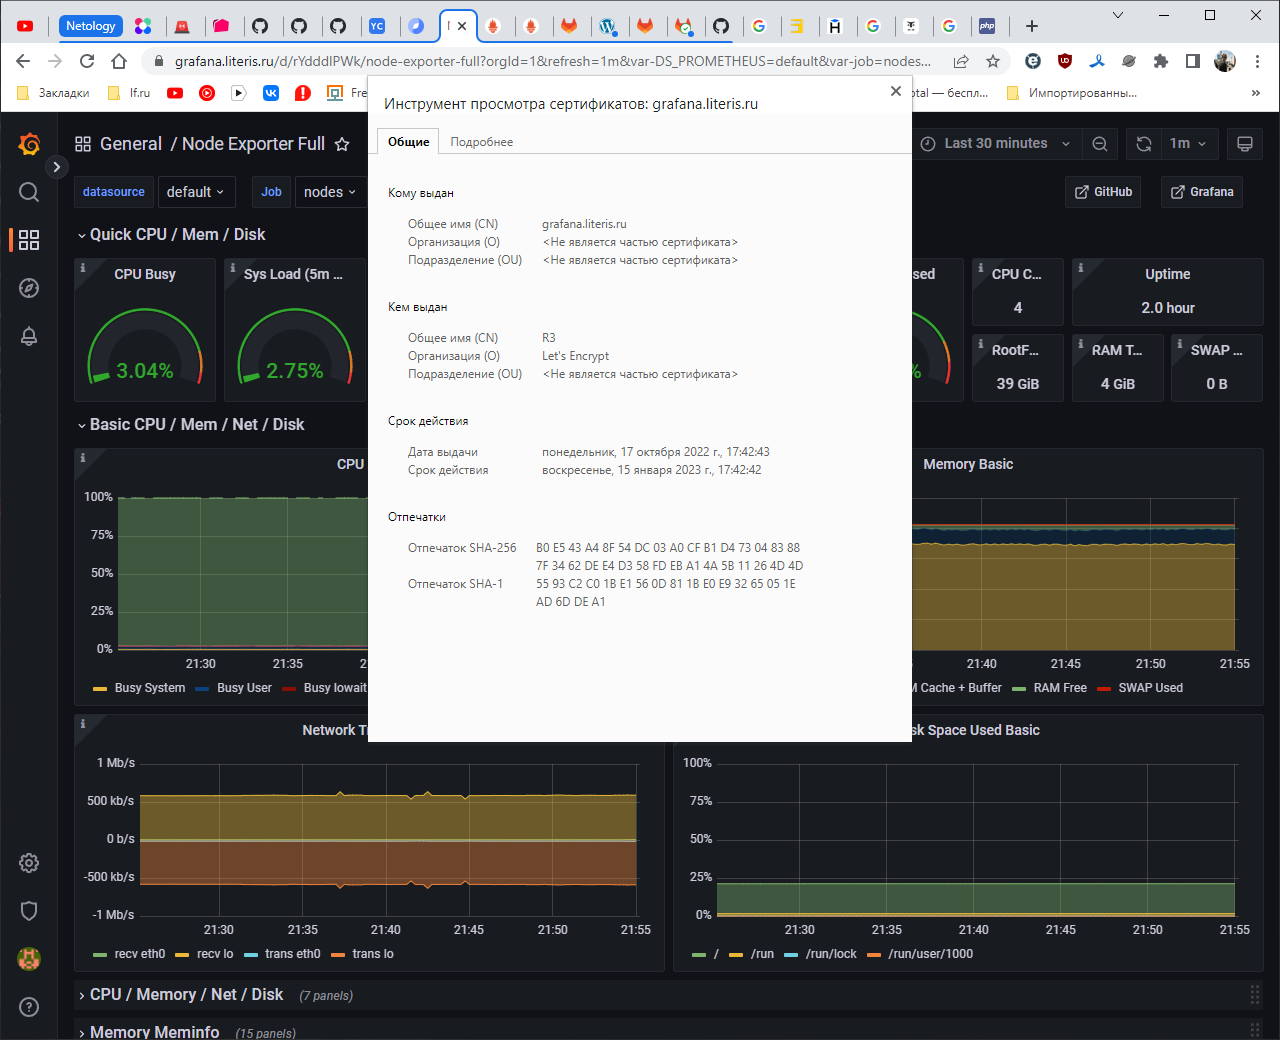 Netology
YC
php
grafana.literis.ru/d/rYdddlPWk/node-exporter-full?orgId=1&refresh=1m&var-DS_PROMETHEUS=default&var-job=nodes...
Закладки
lf.ru
Fre
otal — беспл...
Импортированны...
Инструмент просмотра сертификатов: grafana.literis.ru
Общие
Подробнее
Кому выдан
Общее имя (CN) grafana.literis.ru
Организация (O) <Не является частью сертификата>
Подразделение (OU) <Не является частью сертификата>
Кем выдан
Общее имя (CN) R3
Организация (O) Let's Encrypt
Подразделение (OU) <Не является частью сертификата>
Срок действия
Дата выдачи понедельник, 17 октября 2022 г., 17:42:43
Срок действия воскресенье, 15 января 2023 г., 17:42:42
Отпечатки
Отпечаток SHA-256 B0 E5 43 A4 8F 54 DC 03 A0 CF B1 D4 73 04 83 88
7F 34 62 DE E4 D3 58 FD EB A1 4A 5B 11 26 4D 4D
Отпечаток SHA-1 55 93 C2 C0 1B E1 56 0D 81 1B E0 E9 32 65 05 1E
AD 6D DE A1
General / Node Exporter Full
Last 30 minutes
1m
datasource default Job nodes
GitHub
Grafana
Quick CPU / Mem / Disk
CPU Busy
3.04%
Sys Load (5m ...
2.75%
sed
%
CPU C...
4
Uptime
2.0 hour
RootF...
39 GiB
RAM T...
4 GiB
SWAP ...
0 B
Basic CPU / Mem / Net / Disk
CPU
100%
75%
50%
25%
0%
21:30 21:35 21:
Busy System Busy User Busy Iowait
Memory Basic
21:40 21:45 21:50 21:55
M Cache + Buffer RAM Free SWAP Used
Network Tr
1 Mb/s
500 kb/s
0 b/s
-500 kb/s
-1 Mb/s
21:30 21:35 21:40 21:45 21:50 21:55
recv eth0 recv lo trans eth0 trans lo
sk Space Used Basic
100%
75%
50%
25%
0%
21:30 21:35 21:40 21:45 21:50 21:55
/ /run /run/lock /run/user/1000
CPU / Memory / Net / Disk (7 panels)
Memory Meminfo (15 panels)